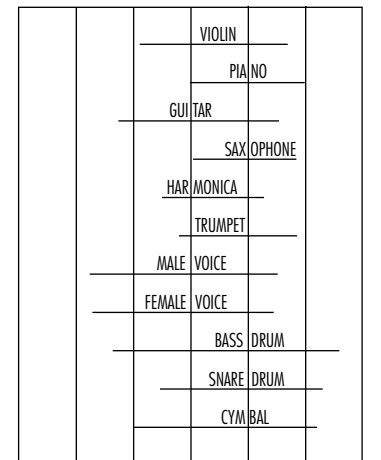 VIOLIN
PIANO
GUITAR
SAXOPHONE
HARMONICA
TRUMPET
MALE VOICE
FEMALE VOICE
BASS DRUM
SNARE DRUM
CYMBAL